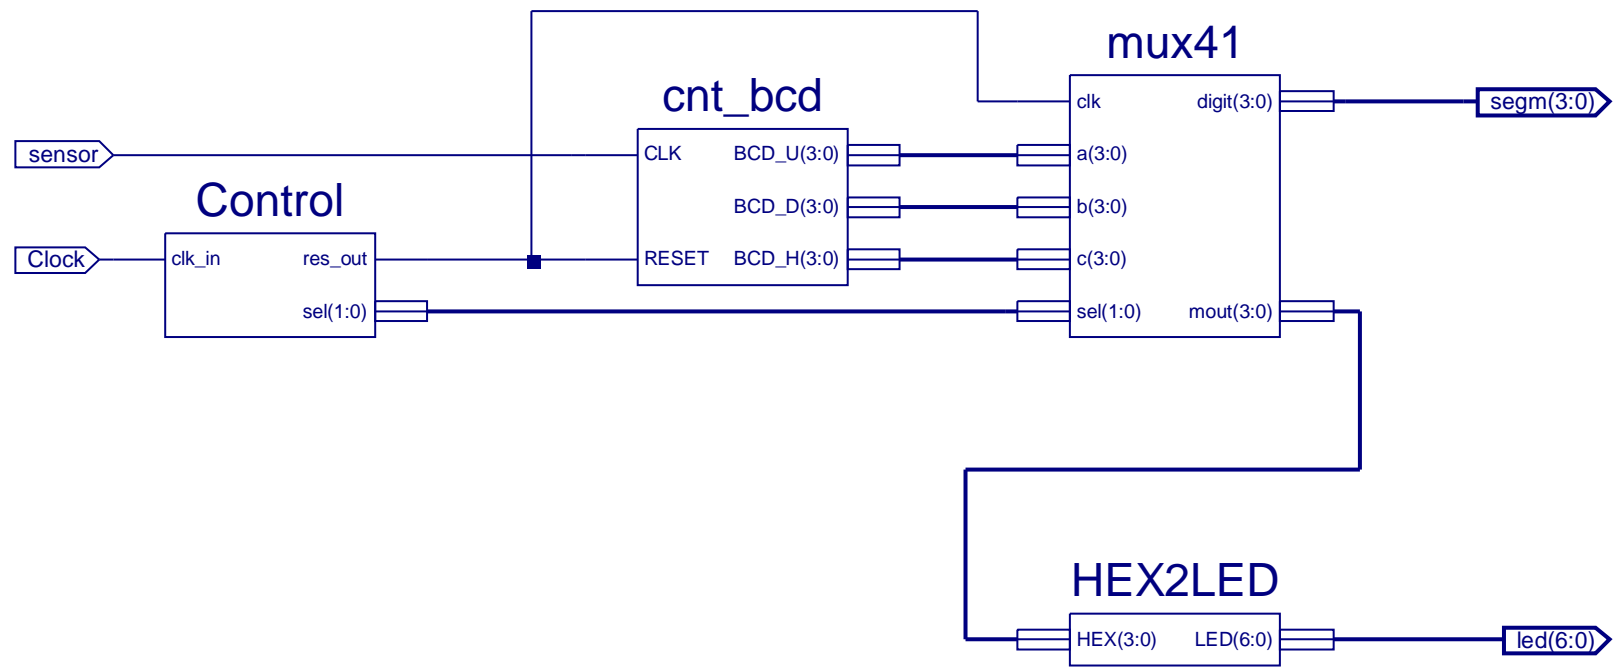 mux41
clk
digit(3:0)
segm(3:0)
cnt_bcd
sensor
CLK
BCD_U(3:0)
a(3:0)
Control
BCD_D(3:0)
b(3:0)
Clock
clk_in
res_out
RESET
BCD_H(3:0)
c(3:0)
sel(1:0)
sel(1:0)
mout(3:0)
HEX2LED
HEX(3:0)
LED(6:0)
led(6:0)